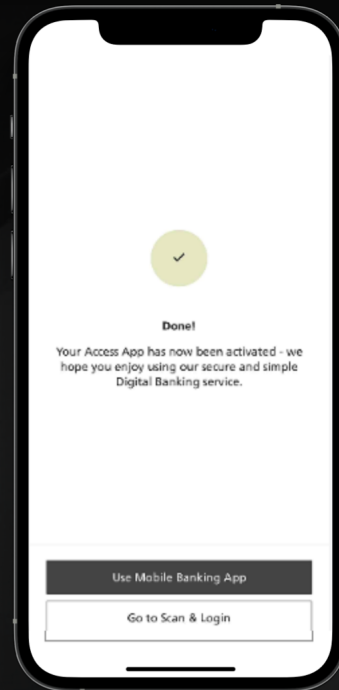 Done!
Your Access App has now been activated - we
hope you enjoy using our secure and simple
Digital Banking service.
Use Mobile Banking App
Go to Scan & Login